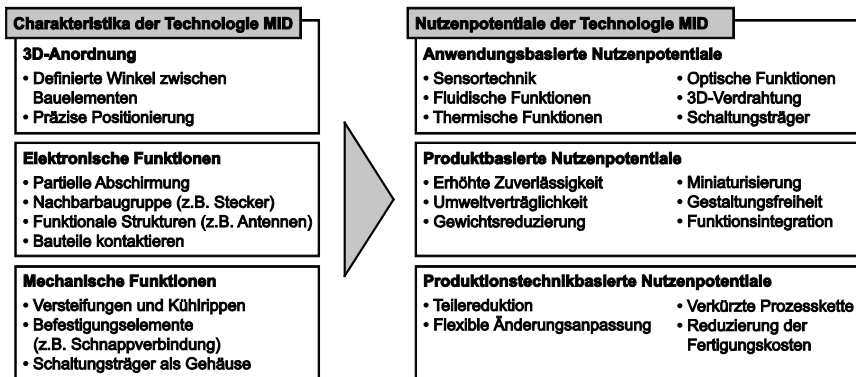 Charakteristika der Technologie MID
3D-Anordnung
• Definierte Winkel zwischen
Bauelementen
• Präzise Positionierung
Elektronische Funktionen
• Partielle Abschirmung
• Nachbarbaugruppe (z.B. Stecker)
• Funktionale Strukturen (z.B. Antennen)
• Bauteile kontaktieren
Mechanische Funktionen
• Versteifungen und Kühlrippen
• Befestigungselemente
(z.B. Schnappverbindung)
• Schaltungsträger als Gehäuse
Nutzenpotentiale der Technologie MID
Anwendungsbasierte Nutzenpotentiale
• Sensortechnik
• Fluidische Funktionen
• Thermische Funktionen
• Optische Funktionen
• 3D-Verdrahtung
• Schaltungsträger
Produktbasierte Nutzenpotentiale
• Erhöhte Zuverlässigkeit
• Umweltverträglichkeit
• Gewichtsreduzierung
• Miniaturisierung
• Gestaltungsfreiheit
• Funktionsintegration
Produktionstechnikbasierte Nutzenpotentiale
• Teilereduktion
• Flexible Änderungsanpassung
• Verkürzte Prozesskette
• Reduzierung der
Fertigungskosten